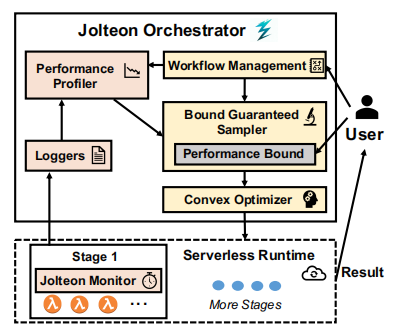 Jolteon Orchestrator
Performance
Profiler
Workflow Management
Bound Guaranteed
Sampler
Performance Bound
User
Loggers
Convex Optimizer
Stage 1
Jolteon Monitor
...
Serverless Runtime
More Stages
Result